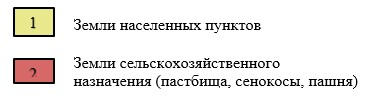 1 Земли населенных пунктов
2 Земли сельскохозяйственного
назначения (пастбища, сенокосы, пашня)